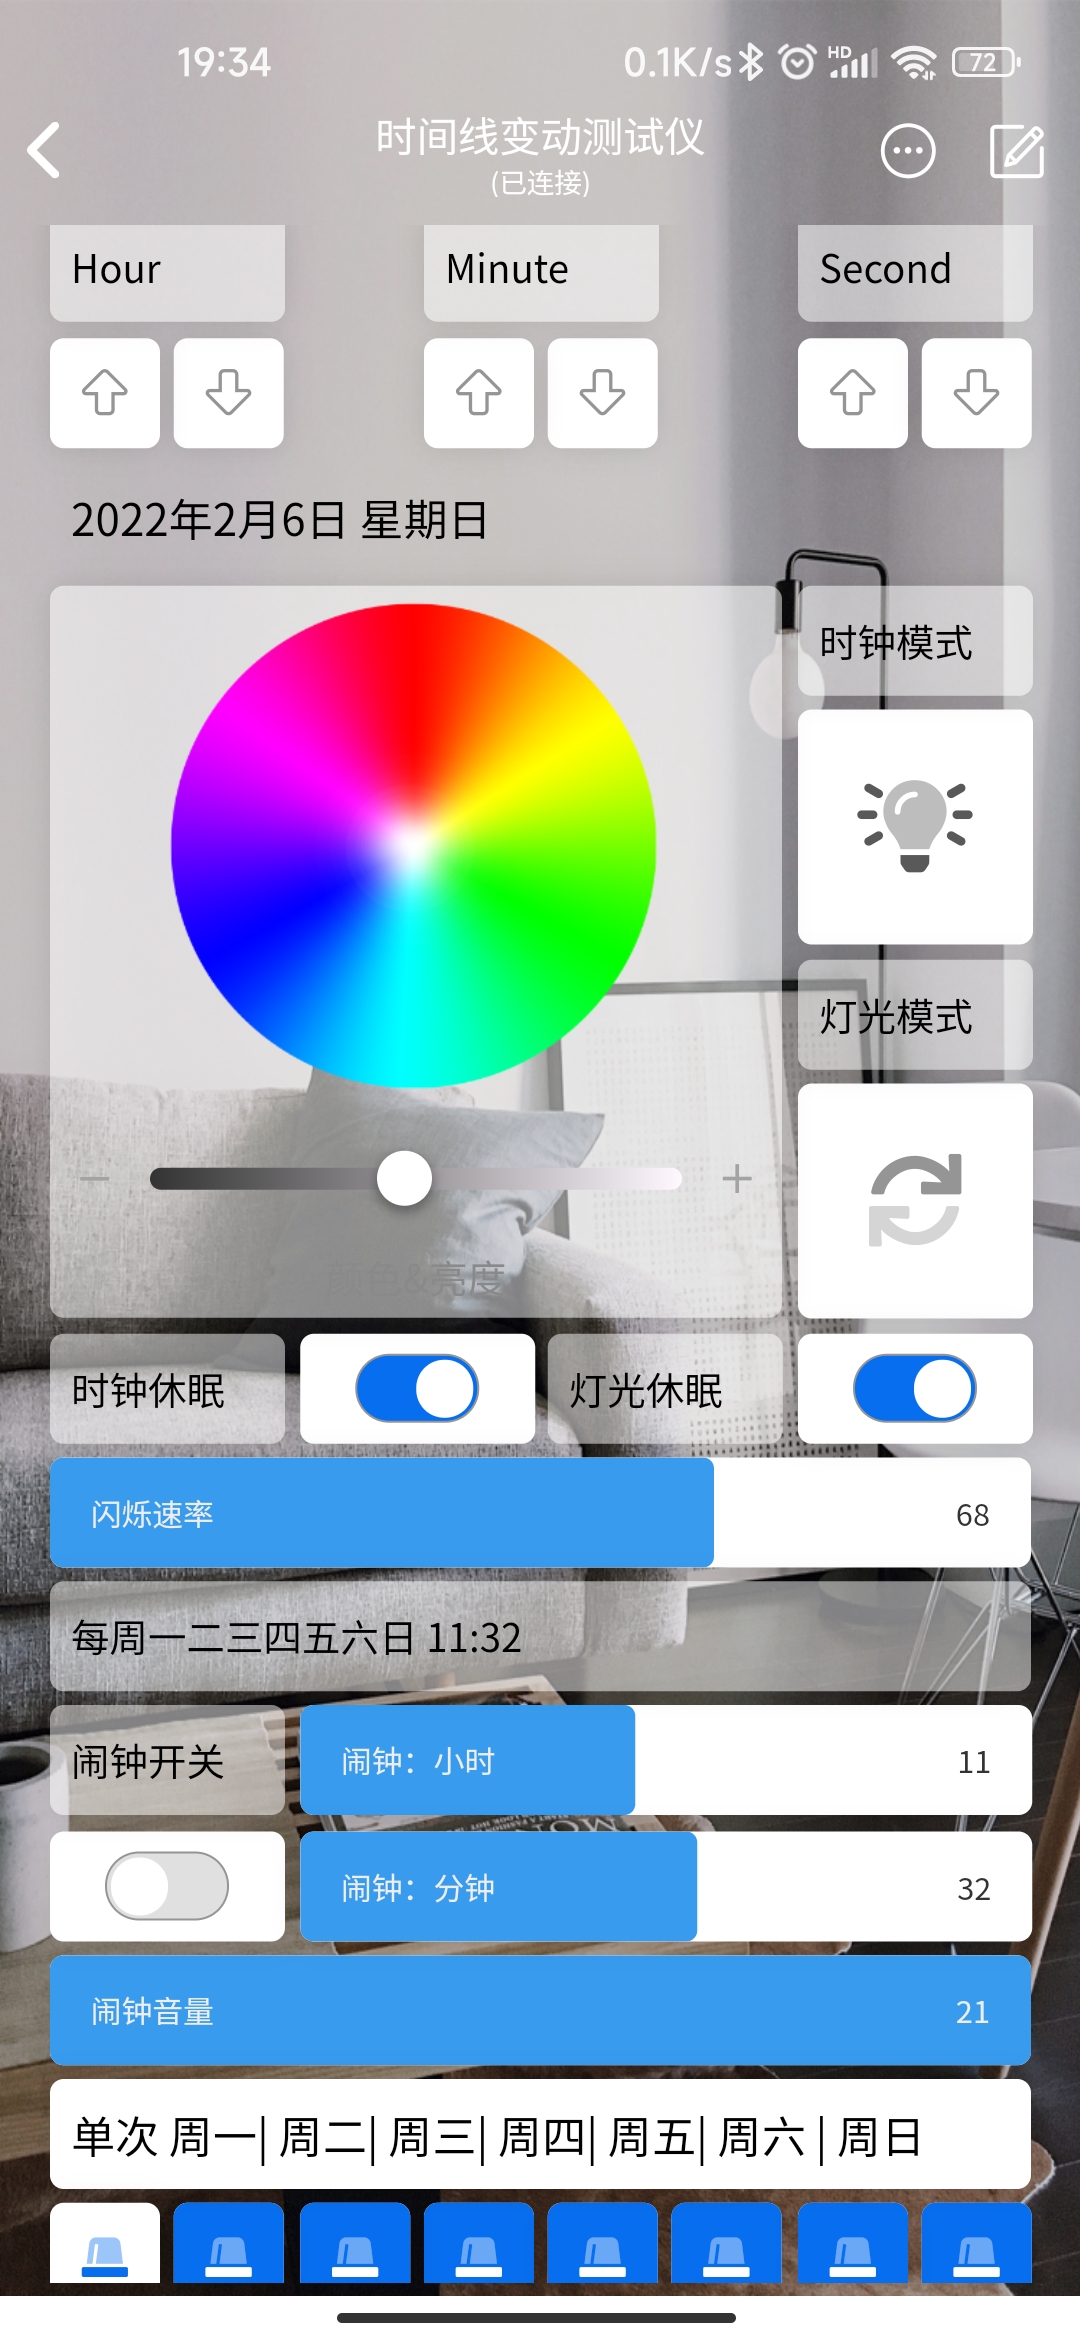 19:34 0.1K/s HD 72
时间线变动测试仪
(已连接)
Hour Minute Second
2022年2月6日 星期日
时钟模式
灯光模式
颜色&亮度
时钟休眠 灯光休眠
闪烁速率 68
每周一二三四五六日 11:32
闹钟开关 闹钟：小时 11
闹钟：分钟 32
闹钟音量 21
单次 周一| 周二| 周三| 周四| 周五| 周六 | 周日